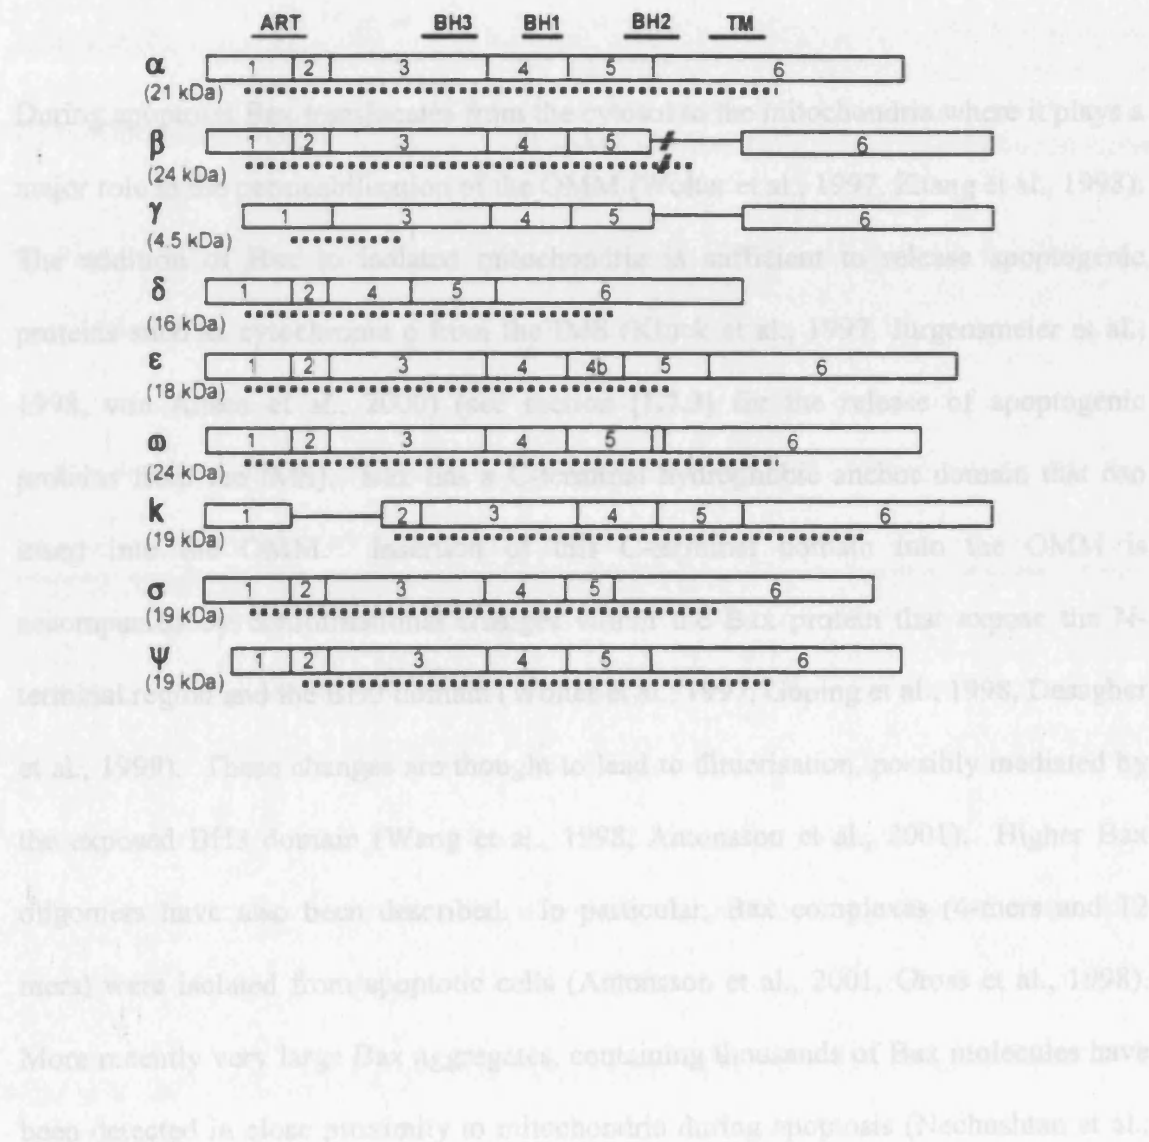 ART BH3 BH1 BH2 TM
α 1 2 3 4 5 6
(21 kDa)
During apoptosis Bax translocates from the cytosol to the mitochondria where it plays a
β 1 2 3 4 5 6
(24 kDa)
major role in the permeabilisation of the OMM (Wolter et al., 1997, Zhang et al., 1998).
γ 1 3 4 5 6
(4.5 kDa)
The addition of Bax to isolated mitochondria is sufficient to release apoptogenic
δ 1 2 4 5 6
(16 kDa)
proteins such as cytochrome c from the IMS (Kluck et al., 1997, Jurgensmeier et al.,
ε 1 2 3 4 4b 5 6
(18 kDa)
1998, von Ahsen et al., 2000) (see section [1.7.3] for the release of apoptogenic
ω 1 2 3 4 5 6
(24 kDa)
proteins from the IMS). Bax has a C-terminal hydrophobic anchor domain that can
k 1 2 3 4 5 6
(19 kDa)
insert into the OMM. Insertion of this C-terminal domain into the OMM is
σ 1 2 3 4 5 6
(19 kDa)
accompanied by conformational changes within the Bax protein that expose the N-
Ψ 1 2 3 4 5 6
(19 kDa)
terminal region and the BH3 domain (Wolter et al., 1997, Goping et al., 1998, Desagher
et al., 1999). These changes are thought to lead to dimerisation, possibly mediated by
the exposed BH3 domain (Wang et al., 1998, Antonsson et al., 2001). Higher Bax
oligomers have also been described. In particular, Bax complexes (4-mers and 12
mers) were isolated from apoptotic cells (Antonsson et al., 2001, Gross et al., 1998).
More recently very large Bax aggregates, containing thousands of Bax molecules have
been detected in close proximity to mitochondria during apoptosis (Nechushtan et al.,